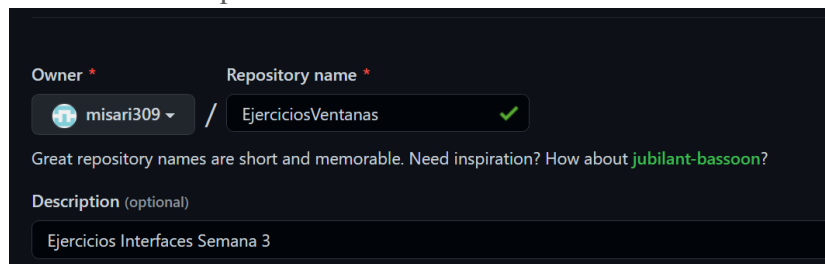 Owner *
Repository name *
misari309 / EjerciciosVentanas
Great repository names are short and memorable. Need inspiration? How about jubilant-bassoon?
Description (optional)
Ejercicios Interfaces Semana 3